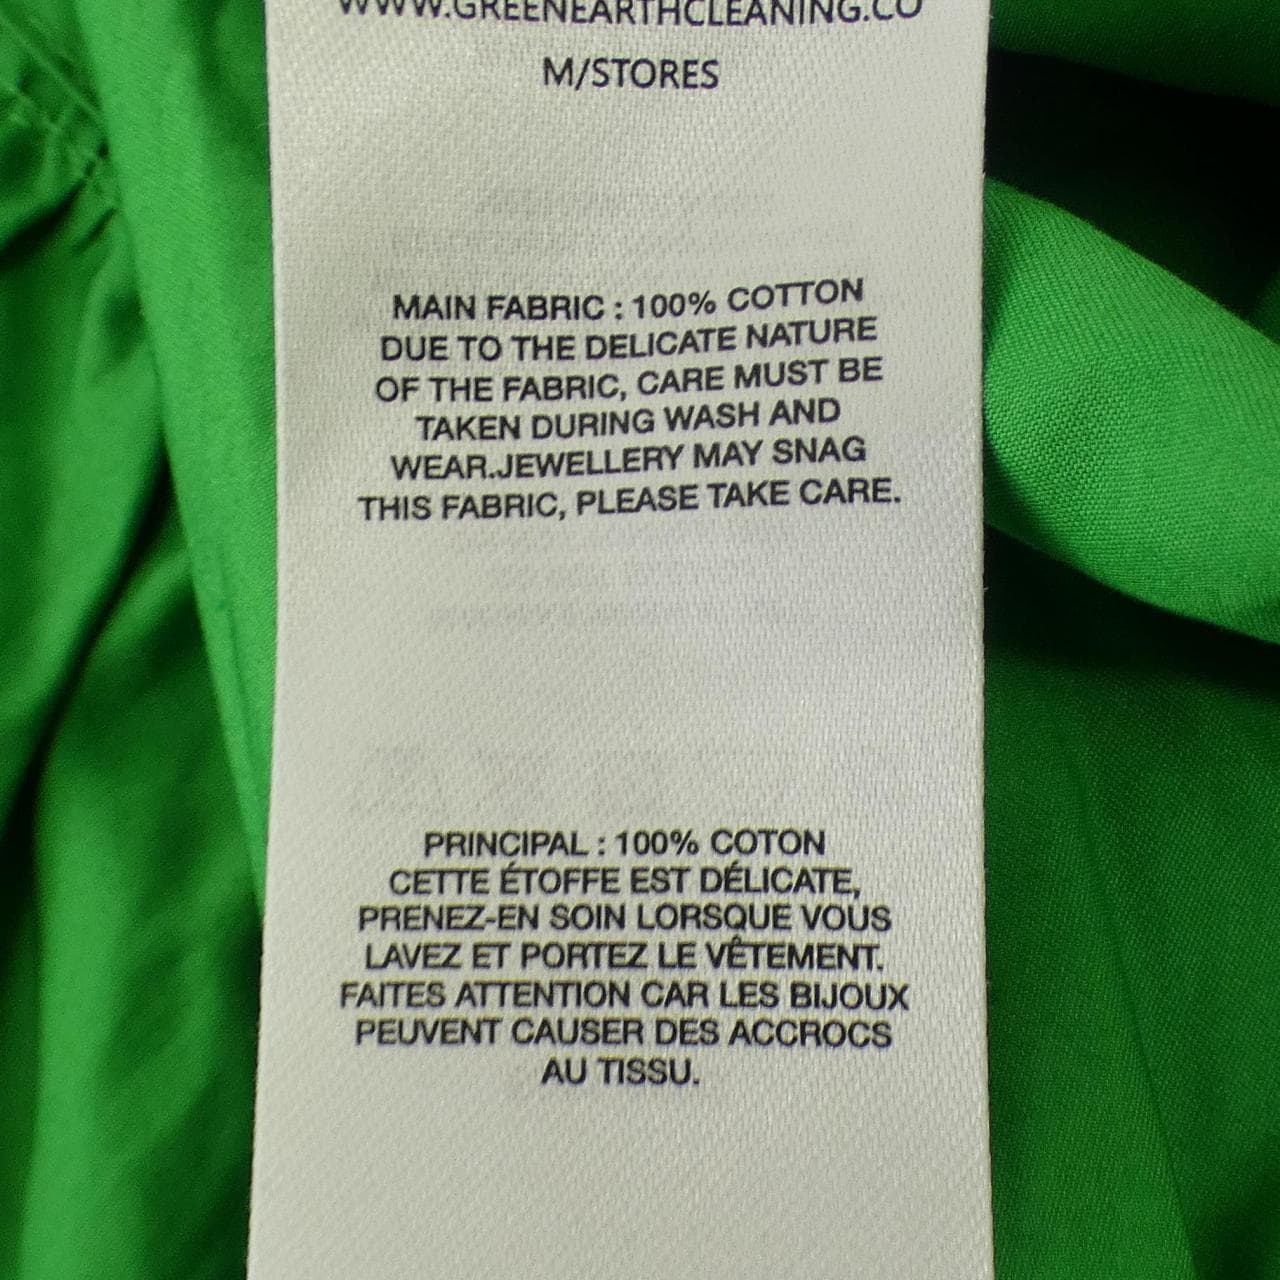 WWW.GREENEARTHCLEANING.CO
M/STORES
MAIN FABRIC : 100% COTTON
DUE TO THE DELICATE NATURE
OF THE FABRIC, CARE MUST BE
TAKEN DURING WASH AND
WEAR.JEWELLERY MAY SNAG
THIS FABRIC, PLEASE TAKE CARE.
PRINCIPAL : 100% COTON
CETTE ÉTOFFE EST DÉLICATE,
PRENEZ-EN SOIN LORSQUE VOUS
LAVEZ ET PORTEZ LE VÊTEMENT.
FAITES ATTENTION CAR LES BIJOUX
PEUVENT CAUSER DES ACCROCS
AU TISSU.